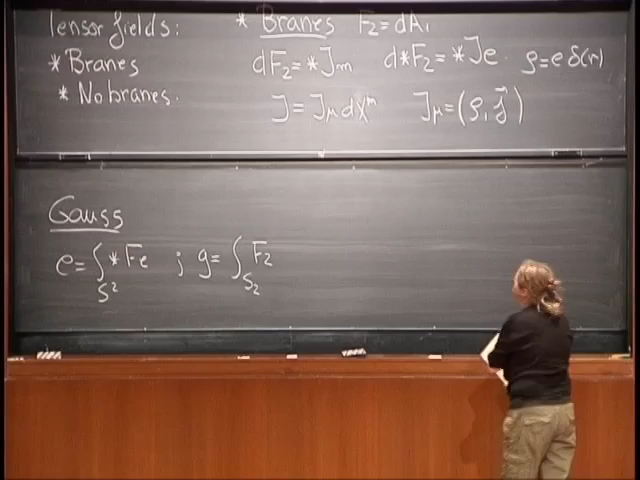 Tensor fields:
* Branes
* No branes.
* Branes F₂ = dA₁
dF₂ = *Jm d*F₂ = *Je ρ = e δ(r)
J = Jμ dXᵐ Jμ = (ρ, j⃗)
Gauss
e = ∫S² *Fe ; g = ∫S₂ F₂